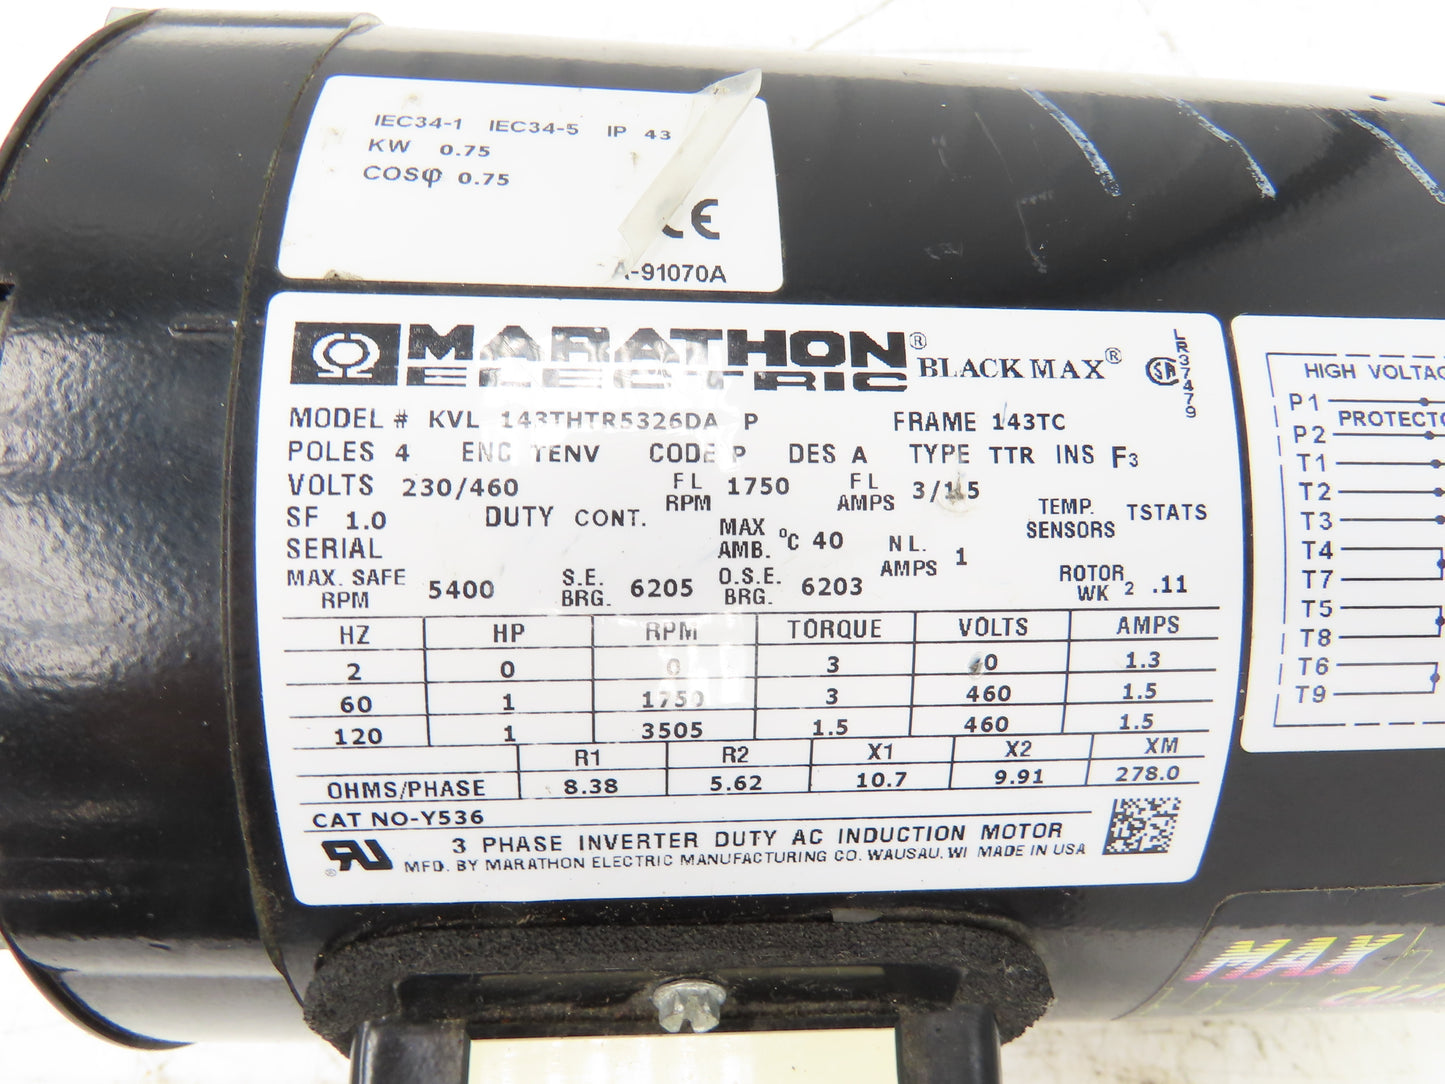 IEC34-1 IEC34-5 IP 43
KW 0.75
COSφ 0.75
CE
A-91070A
MARATHON® BLACK MAX®
ELECTRIC
LR37479
MODEL # KVL 143THTR5326DA P FRAME 143TC
POLES 4 ENC TENV CODE P DES A TYPE TTR INS F3
VOLTS 230/460 FL RPM 1750 FL AMPS 3/1.5
SF 1.0 DUTY CONT. MAX AMB. °C 40 NL. AMPS 1 TEMP. SENSORS TSTATS
SERIAL
MAX. SAFE RPM 5400 S.E. BRG. 6205 O.S.E. BRG. 6203 ROTOR WK2 .11
HZ HP RPM TORQUE VOLTS AMPS
2 0 0 3 0 1.3
60 1 1750 3 460 1.5
120 1 3505 1.5 460 1.5
R1 R2 X1 X2 XM
OHMS/PHASE 8.38 5.62 10.7 9.91 278.0
CAT NO-Y536
3 PHASE INVERTER DUTY AC INDUCTION MOTOR
MFD. BY MARATHON ELECTRIC MANUFACTURING CO. WAUSAU, WI MADE IN USA
HIGH VOLTAG
P1
PROTECTO
P2
T1
T2
T3
T4
T7
T5
T8
T6
T9
MAX